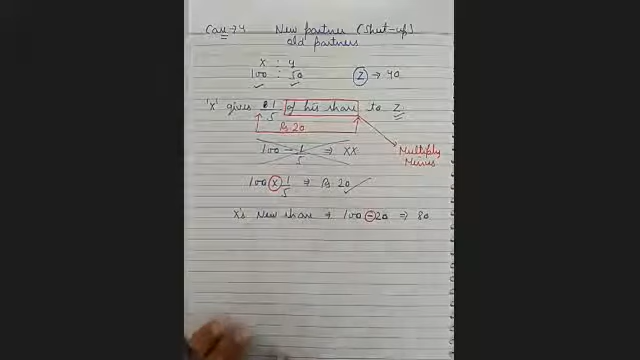 Case → 4 New partner (Shut-up)
old partners
X : Y
100 : 50 Z → 40
'X' gives 1/5 of his share to Z
Rs 20
100 - 1/5 ⇒ XX
Multiply
Minus
100 × 1/5 ⇒ Rs 20
X's New share → 100 - 20 ⇒ 80